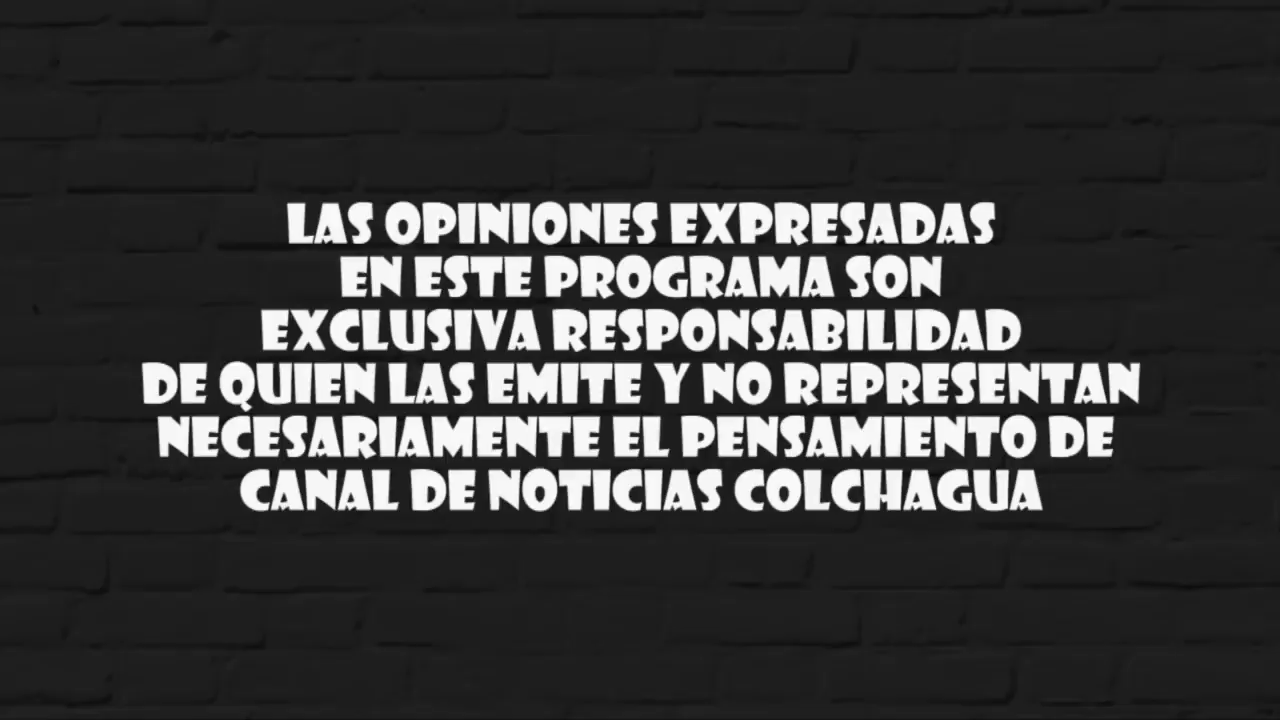 LAS OPINIONES EXPRESADAS
EN ESTE PROGRAMA SON
EXCLUSIVA RESPONSABILIDAD
DE QUIEN LAS EMITE Y NO REPRESENTAN
NECESARIAMENTE EL PENSAMIENTO DE
CANAL DE NOTICIAS COLCHAGUA